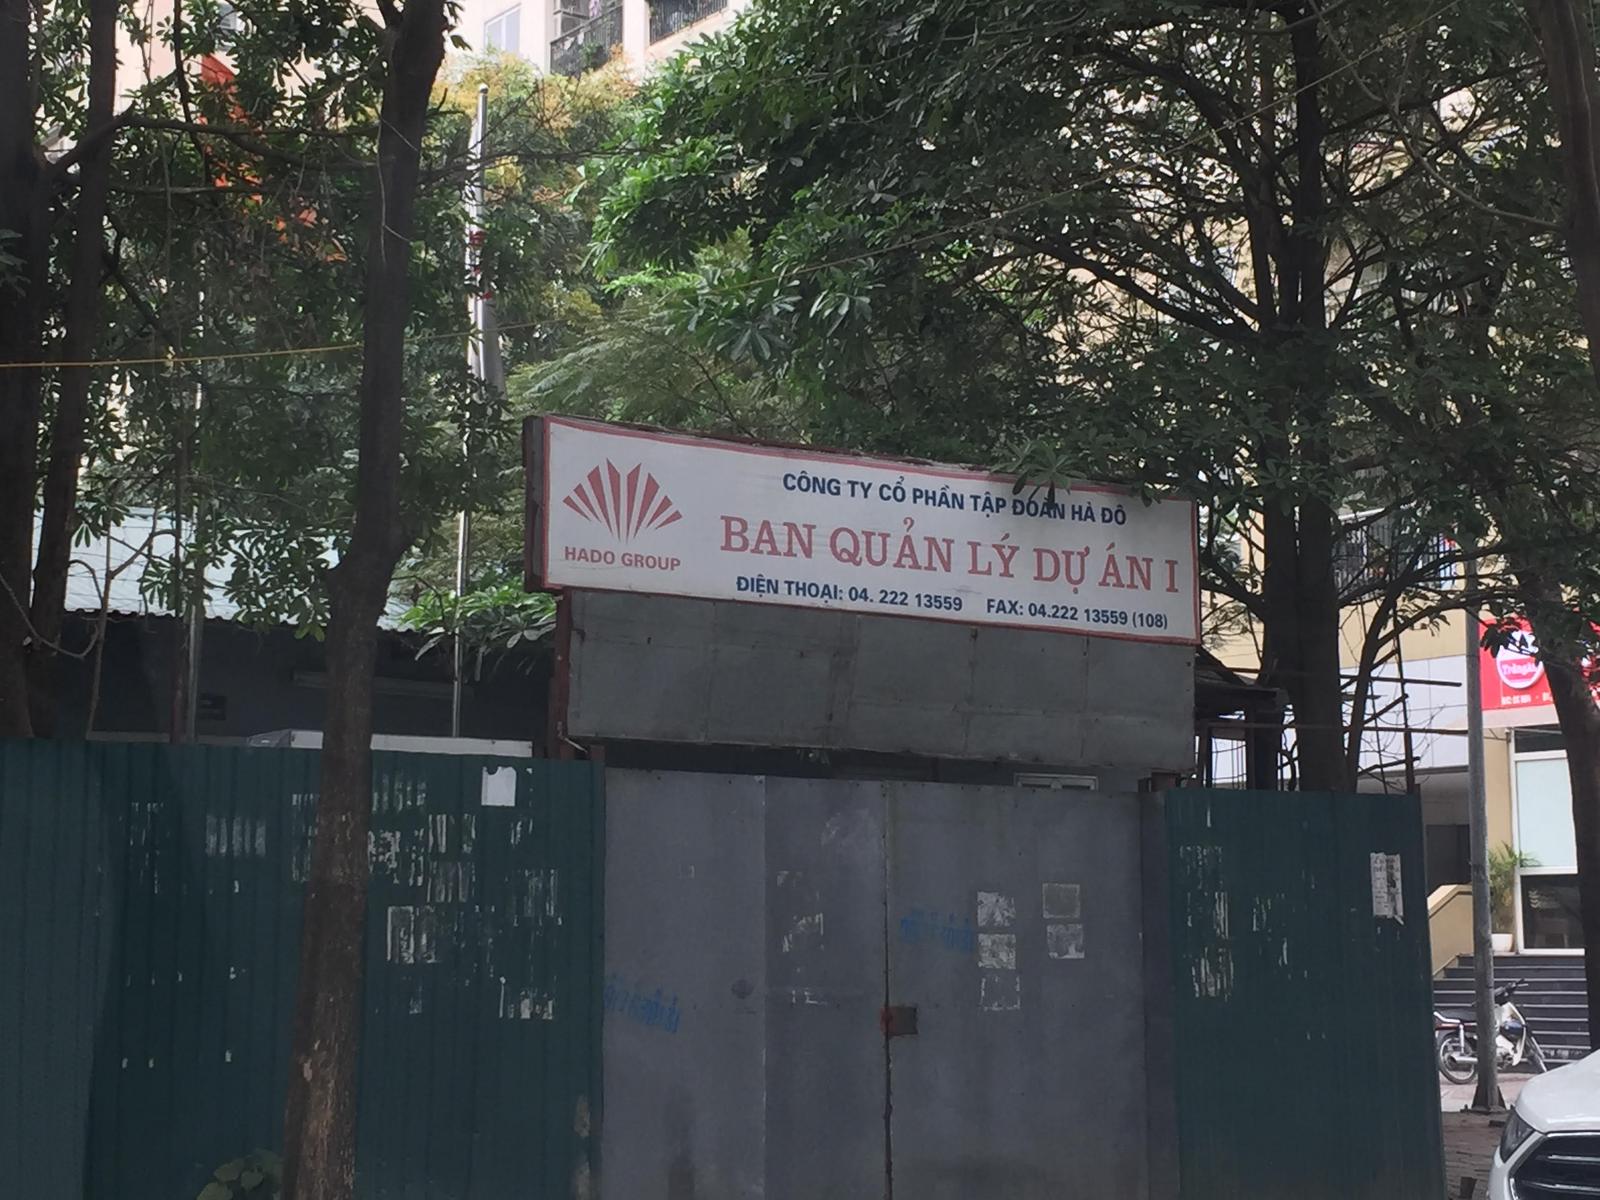 HADO GROUP
CÔNG TY CỔ PHẦN TẬP ĐOÀN HÀ ĐÔ
BAN QUẢN LÝ DỰ ÁN I
ĐIỆN THOẠI: 04. 222 13559 FAX: 04.222 13559 (108)